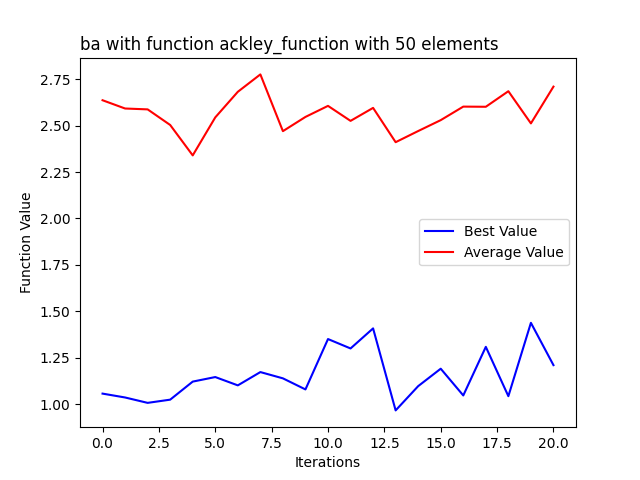 ba with function ackley_function with 50 elements
2.75
2.50
2.25
2.00
1.75
1.50
1.25
1.00
Function Value
Best Value
Average Value
0.0 2.5 5.0 7.5 10.0 12.5 15.0 17.5 20.0
Iterations